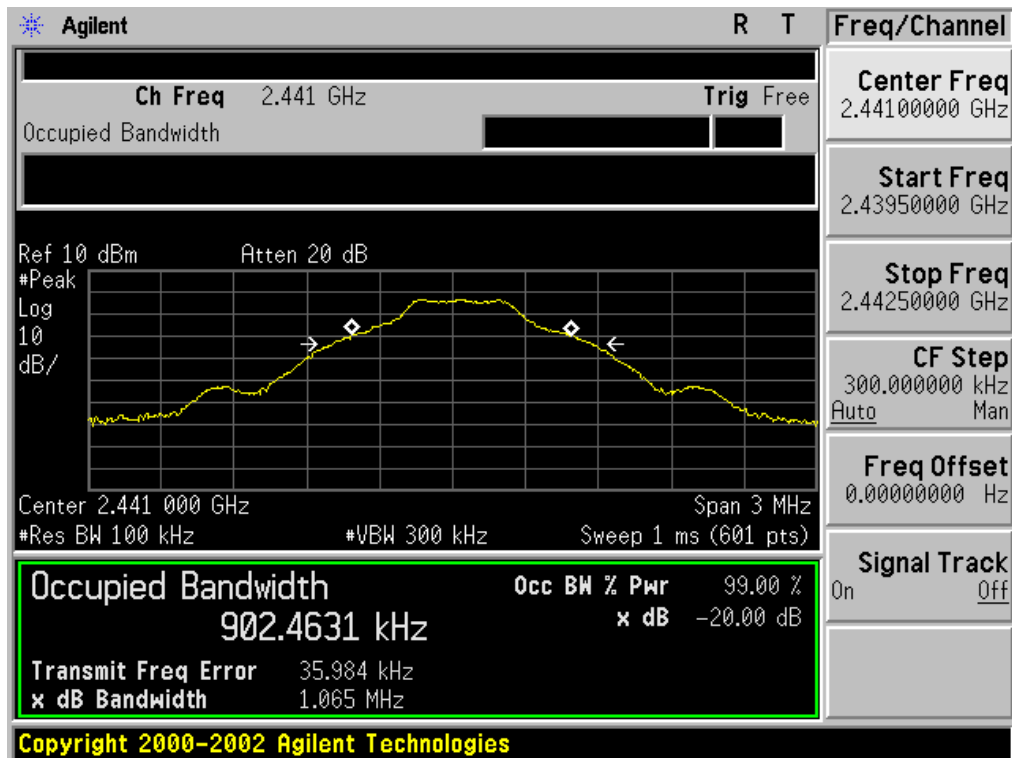 Agilent R T
Freq/Channel
Ch Freq 2.441 GHz Trig Free
Occupied Bandwidth
Center Freq
2.44100000 GHz
Start Freq
2.43950000 GHz
Stop Freq
2.44250000 GHz
CF Step
300.000000 kHz
Auto Man
Freq Offset
0.00000000 Hz
Signal Track
On Off
Ref 10 dBm Atten 20 dB
#Peak
Log
10
dB/
Center 2.441 000 GHz Span 3 MHz
#Res BW 100 kHz #VBW 300 kHz Sweep 1 ms (601 pts)
Occupied Bandwidth
902.4631 kHz
Occ BW % Pwr 99.00 %
x dB -20.00 dB
Transmit Freq Error 35.984 kHz
x dB Bandwidth 1.065 MHz
Copyright 2000-2002 Agilent Technologies